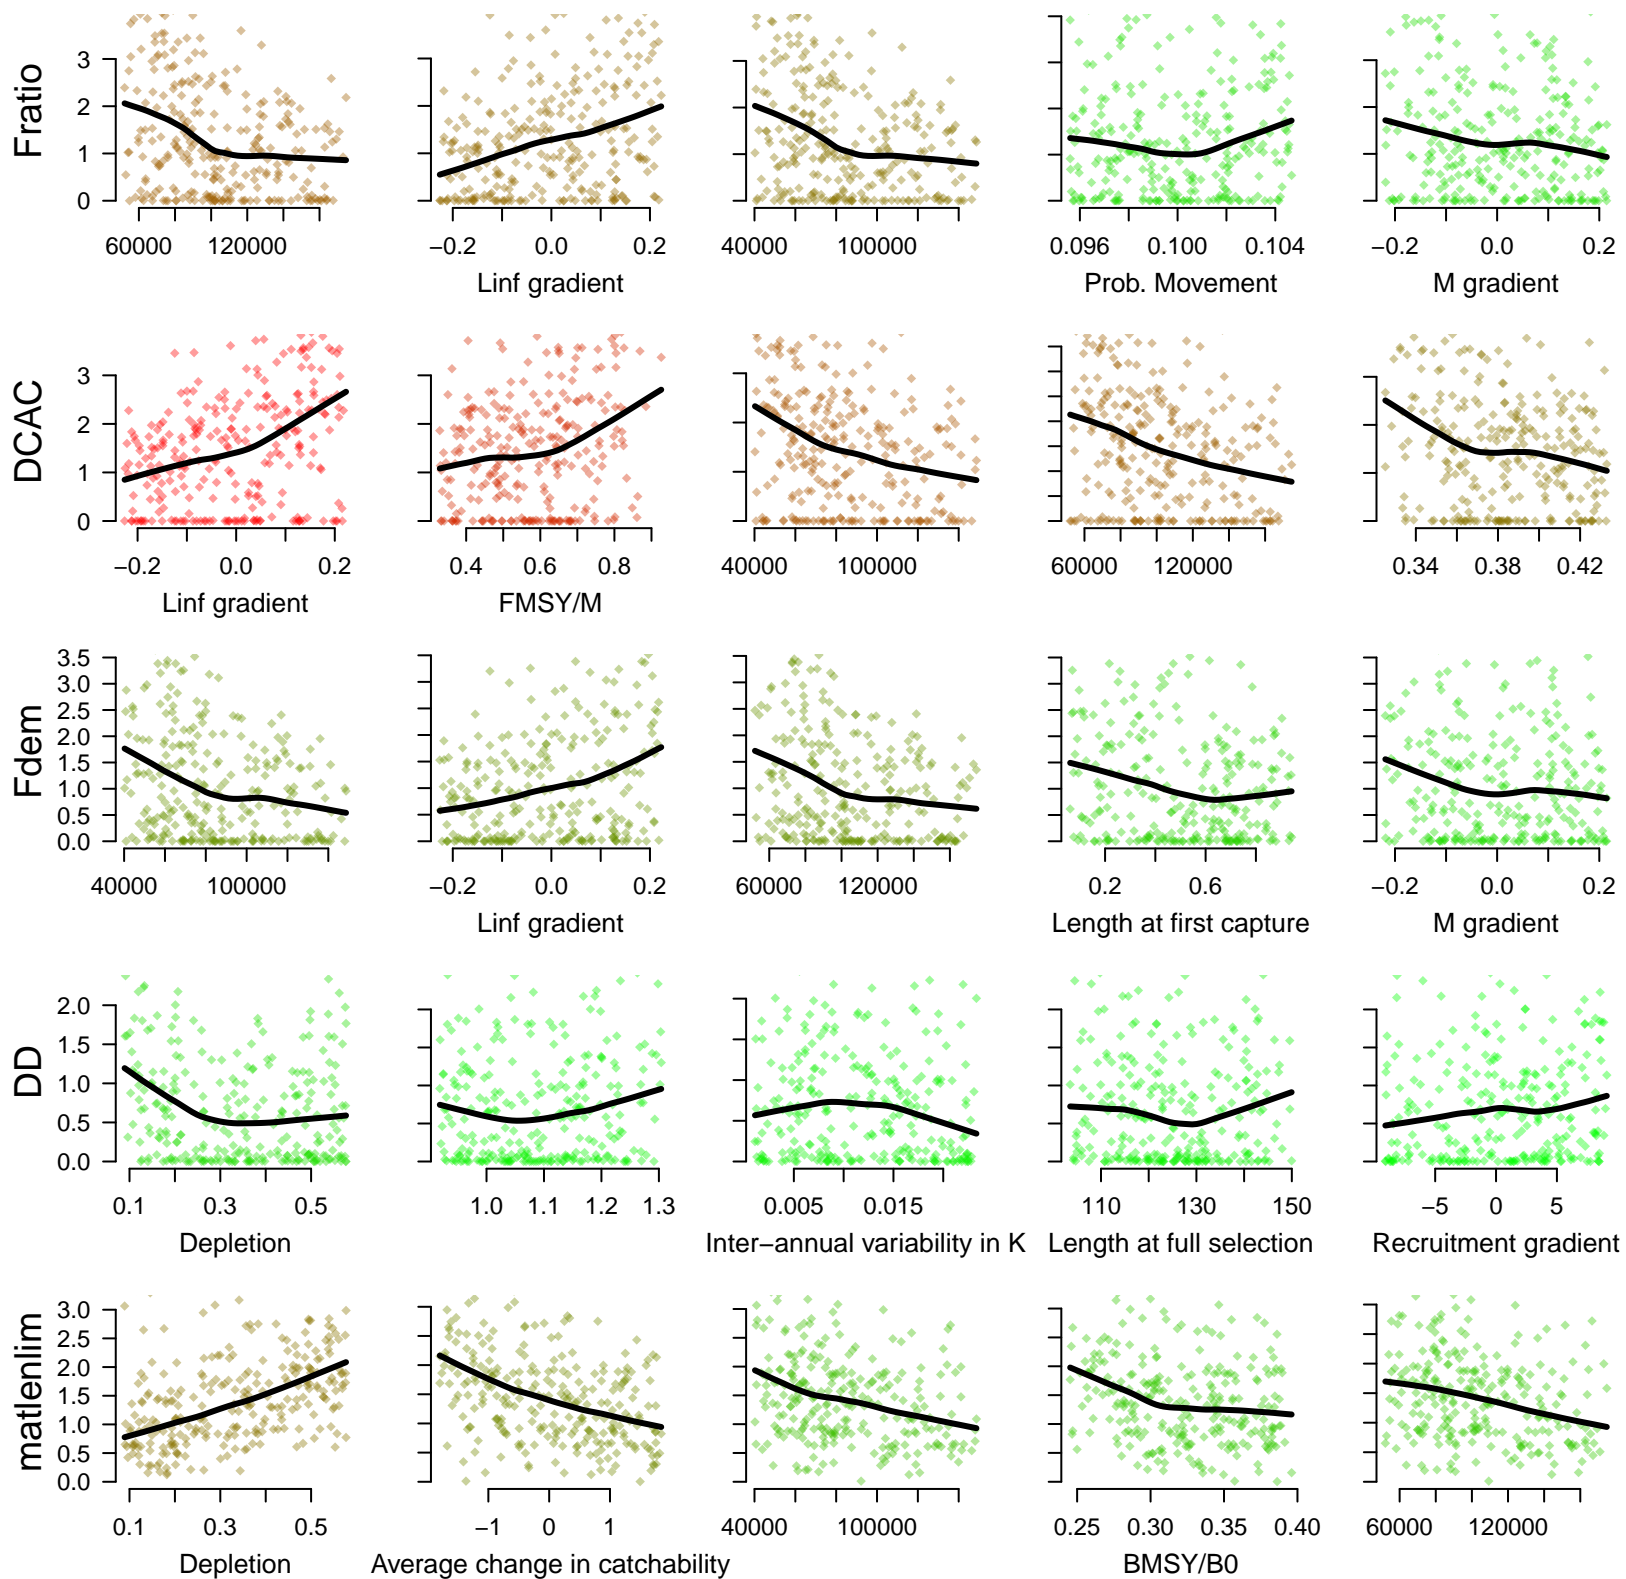 Fratio
3
2
1
0
60000 120000
−0.2 0.0 0.2
40000 100000
0.096 0.100 0.104
−0.2 0.0 0.2
Linf gradient
Prob. Movement
M gradient
DCAC
3
2
1
0
−0.2 0.0 0.2
0.4 0.6 0.8
40000 100000
60000 120000
0.34 0.38 0.42
Linf gradient
FMSY/M
Fdem
3.5
3.0
2.5
2.0
1.5
1.0
0.5
0.0
40000 100000
−0.2 0.0 0.2
60000 120000
0.2 0.6
−0.2 0.0 0.2
Linf gradient
Length at first capture
M gradient
DD
2.0
1.5
1.0
0.5
0.0
0.1 0.3 0.5
1.0 1.1 1.2 1.3
0.005 0.015
110 130 150
−5 0 5
Depletion
Inter−annual variability in K
Length at full selection
Recruitment gradient
matlenlim
3.0
2.5
2.0
1.5
1.0
0.5
0.0
0.1 0.3 0.5
−1 0 1
40000 100000
0.25 0.30 0.35 0.40
60000 120000
Depletion
Average change in catchability
BMSY/B0